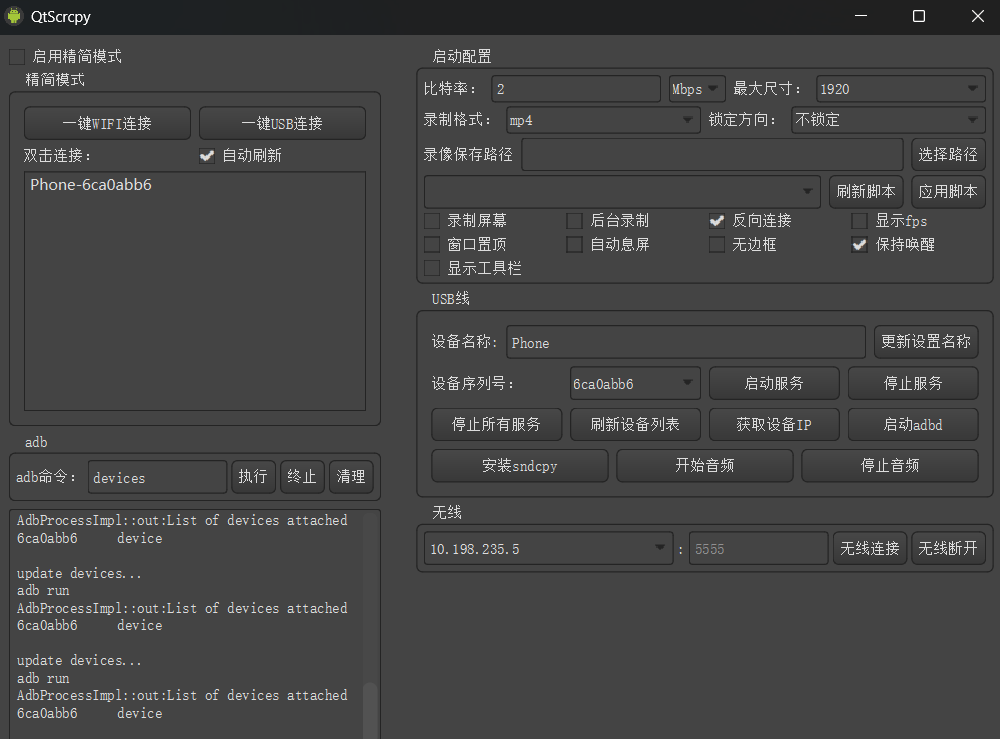 QtScrcpy
启用精简模式
精简模式
一键WIFI连接 一键USB连接
双击连接: 自动刷新
Phone-6ca0abb6
adb
adb命令: devices 执行 终止 清理
AdbProcessImpl::out:List of devices attached
6ca0abb6 device
update devices...
adb run
AdbProcessImpl::out:List of devices attached
6ca0abb6 device
update devices...
adb run
AdbProcessImpl::out:List of devices attached
6ca0abb6 device
启动配置
比特率: 2 Mbps 最大尺寸: 1920
录制格式: mp4 锁定方向: 不锁定
录像保存路径 选择路径
刷新脚本 应用脚本
录制屏幕 后台录制 反向连接 显示fps
窗口置顶 自动息屏 无边框 保持唤醒
显示工具栏
USB线
设备名称: Phone 更新设置名称
设备序列号: 6ca0abb6 启动服务 停止服务
停止所有服务 刷新设备列表 获取设备IP 启动adbd
安装sndcpy 开始音频 停止音频
无线
10.198.235.5 : 5555 无线连接 无线断开